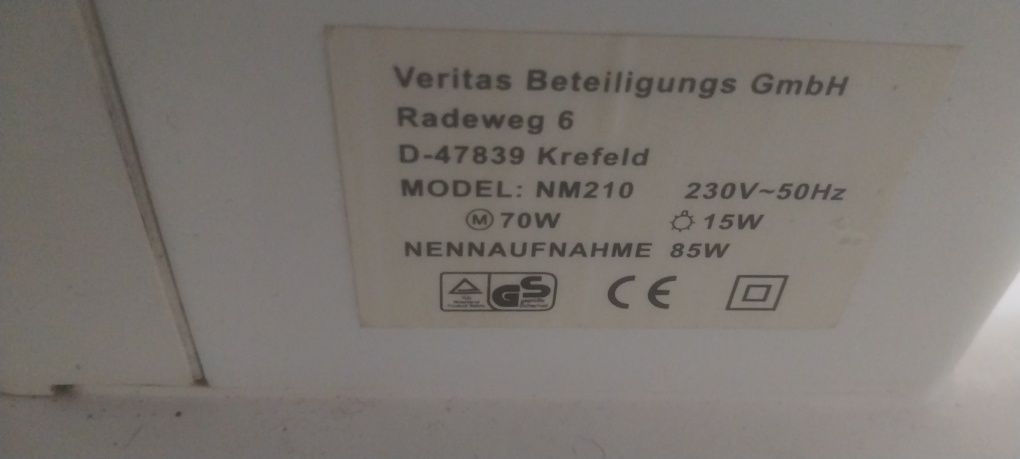 Veritas Beteiligungs GmbH
Radeweg 6
D-47839 Krefeld
MODEL: NM210 230V~50Hz
M 70W 15W
NENNAUFNAHME 85W
GS CE